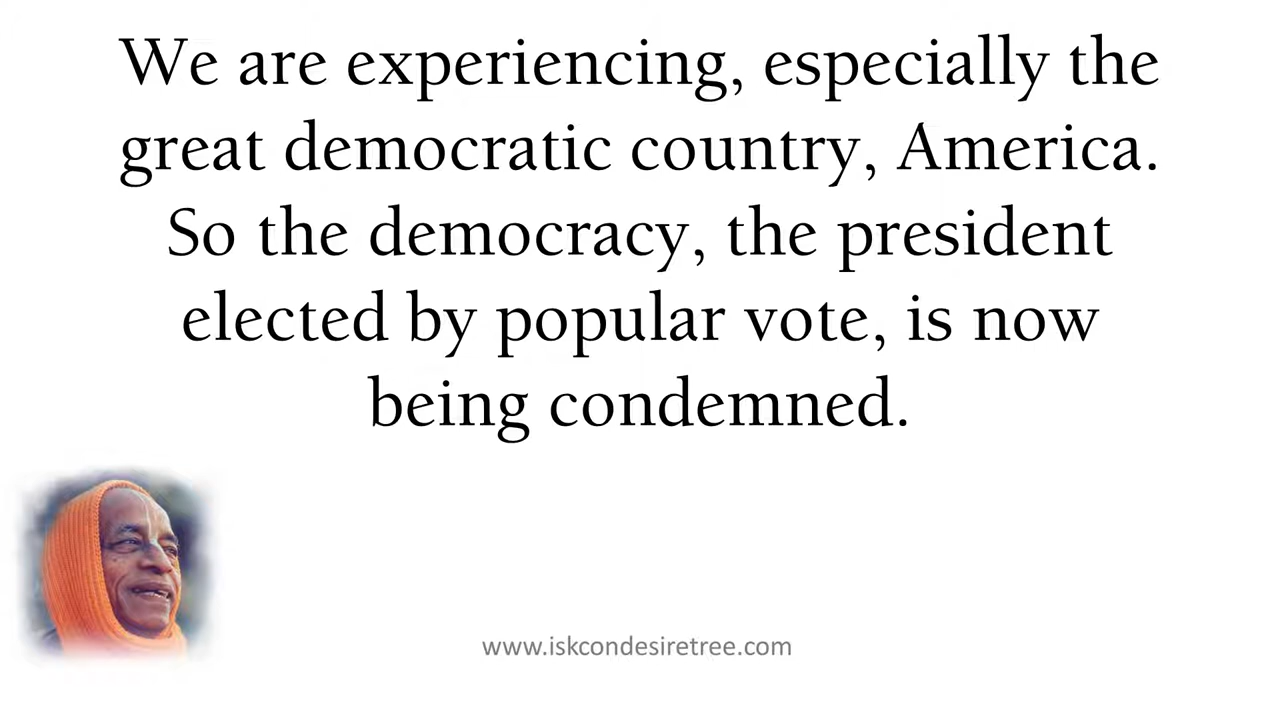 We are experiencing, especially the
great democratic country, America.
So the democracy, the president
elected by popular vote, is now
being condemned.
www.iskcondesiretree.com